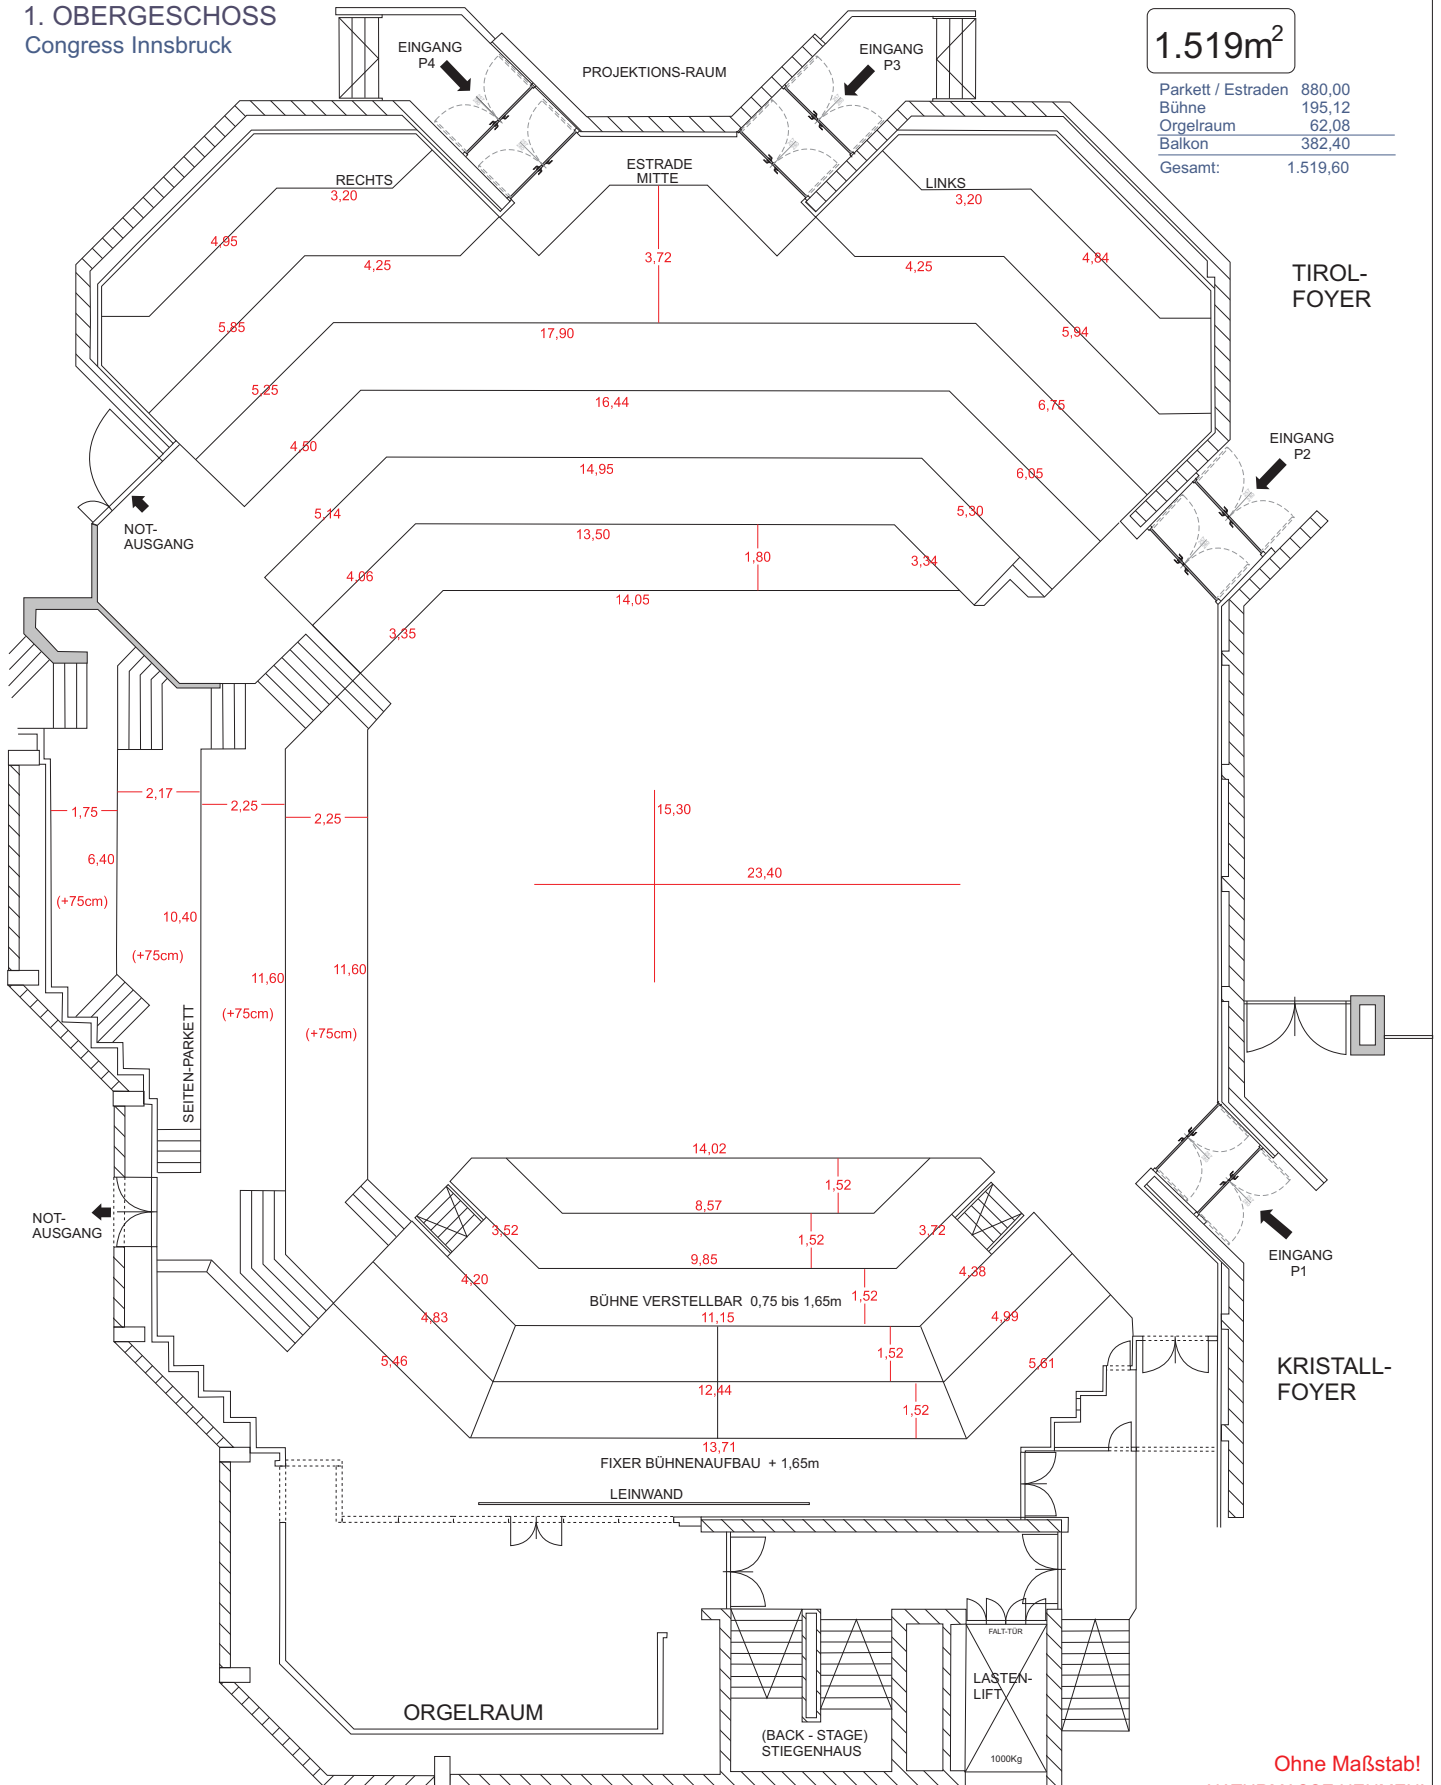 1. OBERGESCHOSS
Congress Innsbruck
1.519m²
Parkett / Estraden 880,00
Bühne 195,12
Orgelraum 62,08
Balkon 382,40
Gesamt: 1.519,60
EINGANG
P4
PROJEKTIONS-RAUM
EINGANG
P3
ESTRADE
MITTE
RECHTS
3,20
LINKS
3,20
4,95
4,25
3,72
4,25
4,84
TIROL-
FOYER
5,85
17,90
5,94
5,25
16,44
6,75
4,50
14,95
6,05
EINGANG
P2
5,14
13,50
5,30
NOT-
AUSGANG
1,80
3,34
4,06
14,05
3,35
1,75
2,17
2,25
2,25
15,30
6,40
23,40
(+75cm)
10,40
(+75cm)
11,60
11,60
(+75cm)
(+75cm)
SEITEN-PARKETT
14,02
1,52
8,57
3,52
1,52
3,72
NOT-
AUSGANG
9,85
4,20
4,38
EINGANG
P1
BÜHNE VERSTELLBAR 0,75 bis 1,65m
1,52
4,83
11,15
4,99
5,46
1,52
5,61
12,44
1,52
KRISTALL-
FOYER
13,71
FIXER BÜHNENAUFBAU + 1,65m
LEINWAND
FALT-TÜR
LASTEN-
LIFT
ORGELRAUM
(BACK - STAGE)
STIEGENHAUS
1000Kg
Ohne Maßstab!